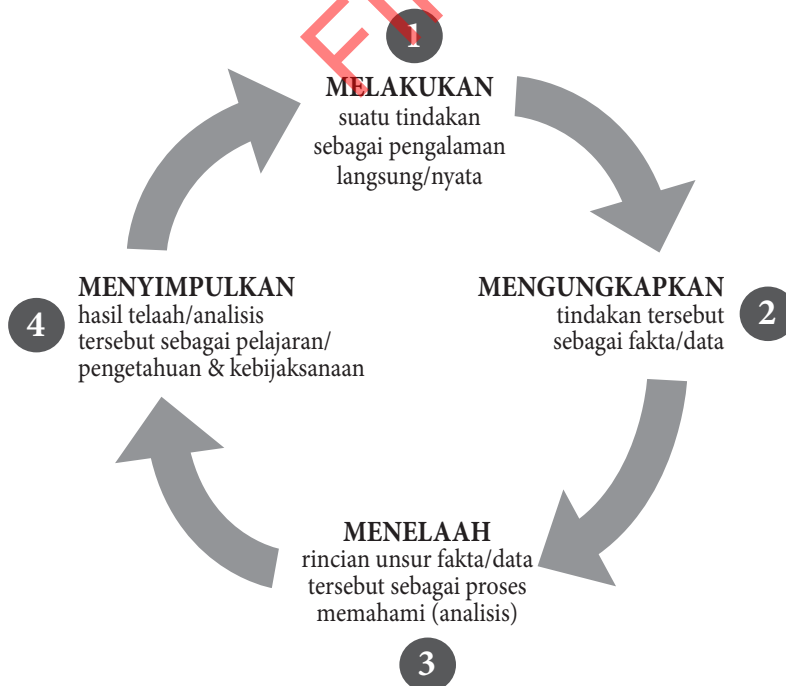 1
MELAKUKAN
suatu tindakan
sebagai pengalaman
langsung/nyata
MENGUNGKAPKAN
tindakan tersebut
sebagai fakta/data
2
MENELAAH
rincian unsur fakta/data
tersebut sebagai proses
memahami (analisis)
3
4
MENYIMPULKAN
hasil telaah/analisis
tersebut sebagai pelajaran/
pengetahuan & kebijaksanaan